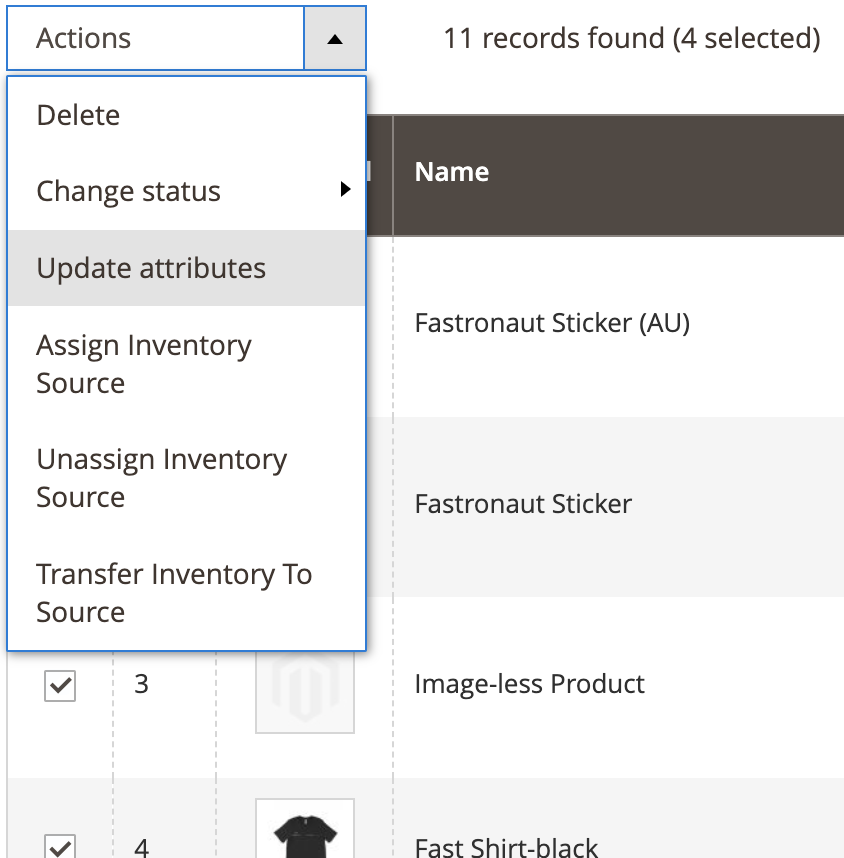 Actions
11 records found (4 selected)
Delete
Change status
Update attributes
Assign Inventory
Source
Unassign Inventory
Source
Transfer Inventory To
Source
Name
Fastronaut Sticker (AU)
Fastronaut Sticker
3
Image-less Product
4
Fast Shirt-black